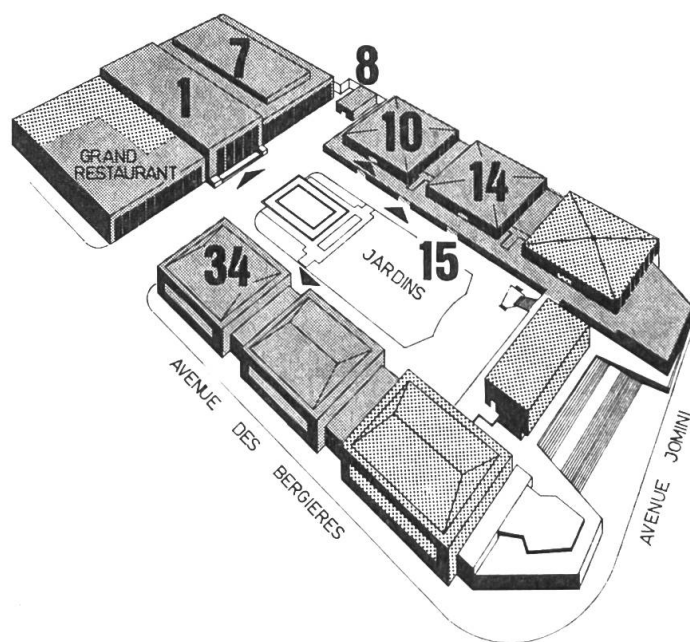 7
8
1
10
GRAND
RESTAURANT
14
34
15
JARDINS
AVENUE DES BERGIERES
AVENUE JOMINI